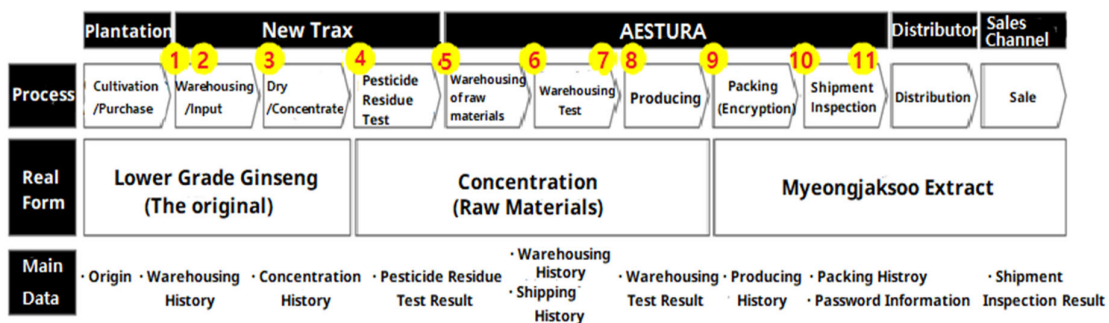 Plantation
New Trax
AESTURA
Distributor
Sales
Channel
1
2
3
4
5
6
7
8
9
10
11
Process
Cultivation
/Purchase
Warehousing
/Input
Dry
/Concentrate
Pesticide
Residue
Test
Warehousing
of raw
materials
Warehousing
Test
Producing
Packing
(Encryption)
Shipment
Inspection
Distribution
Sale
Real
Form
Lower Grade Ginseng
(The original)
Concentration
(Raw Materials)
Myeongjaksoo Extract
Main
Data
· Origin
· Warehousing
History
· Concentration
History
· Pesticide Residue
Test Result
· Warehousing
History
· Shipping
History
· Warehousing
Test Result
· Producing
History
· Packing Histroy
· Password Information
· Shipment
Inspection Result